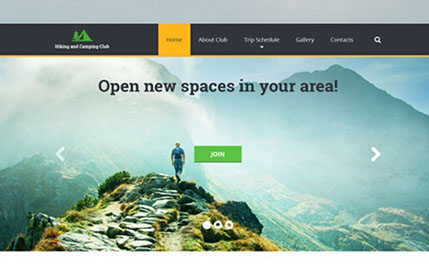 Hiking and Camping Club
Home
About Club
Trip Schedule
Gallery
Contacts
Open new spaces in your area!
JOIN